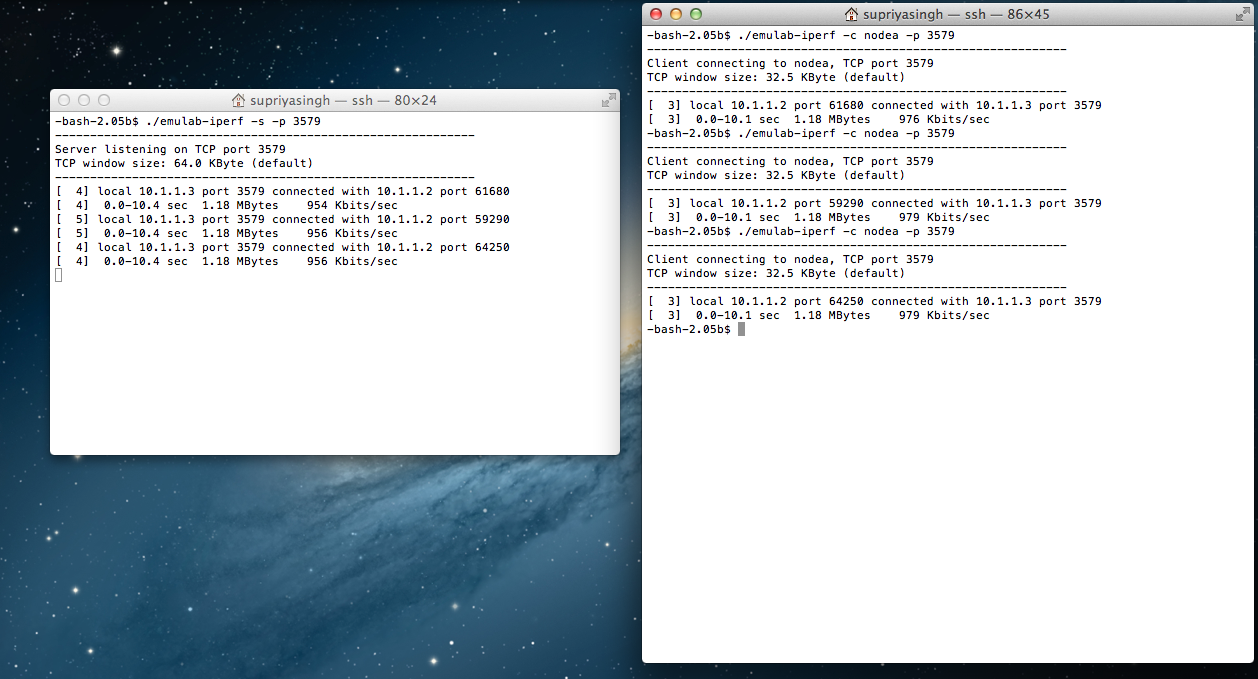 supriyasingh — ssh — 80×24
-bash-2.05b$ ./emulab-iperf -s -p 3579
------------------------------------------------------------
Server listening on TCP port 3579
TCP window size: 64.0 KByte (default)
------------------------------------------------------------
[  4] local 10.1.1.3 port 3579 connected with 10.1.1.2 port 61680
[  4]  0.0-10.4 sec  1.18 MBytes    954 Kbits/sec
[  5] local 10.1.1.3 port 3579 connected with 10.1.1.2 port 59290
[  5]  0.0-10.4 sec  1.18 MBytes    956 Kbits/sec
[  4] local 10.1.1.3 port 3579 connected with 10.1.1.2 port 64250
[  4]  0.0-10.4 sec  1.18 MBytes    956 Kbits/sec
supriyasingh — ssh — 86×45
-bash-2.05b$ ./emulab-iperf -c nodea -p 3579
------------------------------------------------------------
Client connecting to nodea, TCP port 3579
TCP window size: 32.5 KByte (default)
------------------------------------------------------------
[  3] local 10.1.1.2 port 61680 connected with 10.1.1.3 port 3579
[  3]  0.0-10.1 sec  1.18 MBytes    976 Kbits/sec
-bash-2.05b$ ./emulab-iperf -c nodea -p 3579
------------------------------------------------------------
Client connecting to nodea, TCP port 3579
TCP window size: 32.5 KByte (default)
------------------------------------------------------------
[  3] local 10.1.1.2 port 59290 connected with 10.1.1.3 port 3579
[  3]  0.0-10.1 sec  1.18 MBytes    979 Kbits/sec
-bash-2.05b$ ./emulab-iperf -c nodea -p 3579
------------------------------------------------------------
Client connecting to nodea, TCP port 3579
TCP window size: 32.5 KByte (default)
------------------------------------------------------------
[  3] local 10.1.1.2 port 64250 connected with 10.1.1.3 port 3579
[  3]  0.0-10.1 sec  1.18 MBytes    979 Kbits/sec
-bash-2.05b$